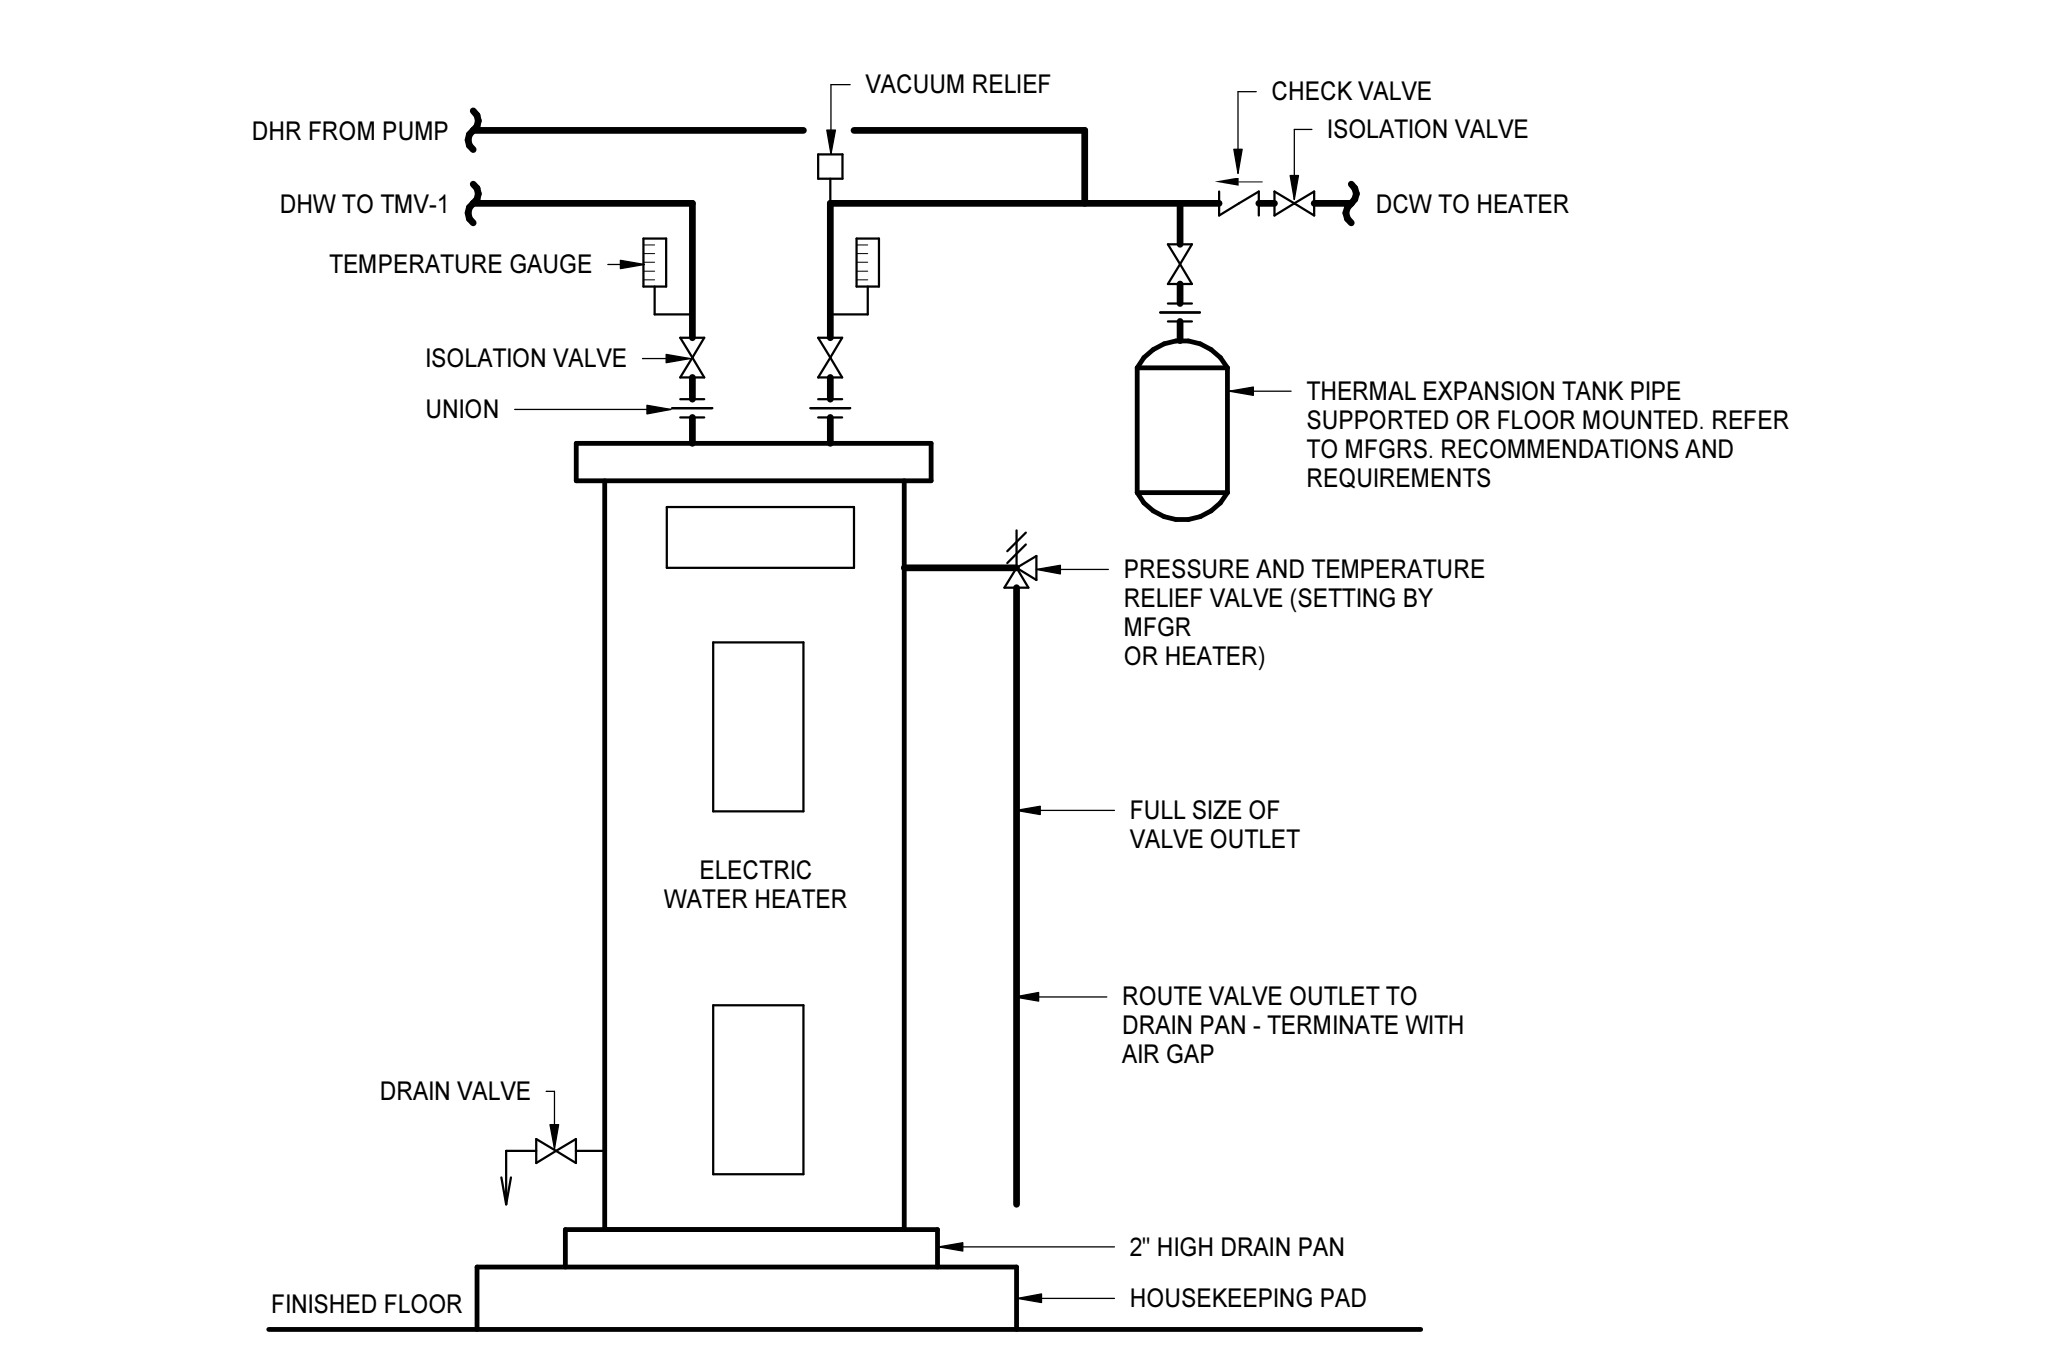 VACUUM RELIEF
CHECK VALVE
DHR FROM PUMP
ISOLATION VALVE
DHW TO TMV-1
DCW TO HEATER
TEMPERATURE GAUGE
ISOLATION VALVE
UNION
THERMAL EXPANSION TANK PIPE
SUPPORTED OR FLOOR MOUNTED. REFER
TO MFGRS. RECOMMENDATIONS AND
REQUIREMENTS
PRESSURE AND TEMPERATURE
RELIEF VALVE (SETTING BY
MFGR
OR HEATER)
FULL SIZE OF
VALVE OUTLET
ELECTRIC
WATER HEATER
ROUTE VALVE OUTLET TO
DRAIN PAN - TERMINATE WITH
AIR GAP
DRAIN VALVE
2" HIGH DRAIN PAN
HOUSEKEEPING PAD
FINISHED FLOOR